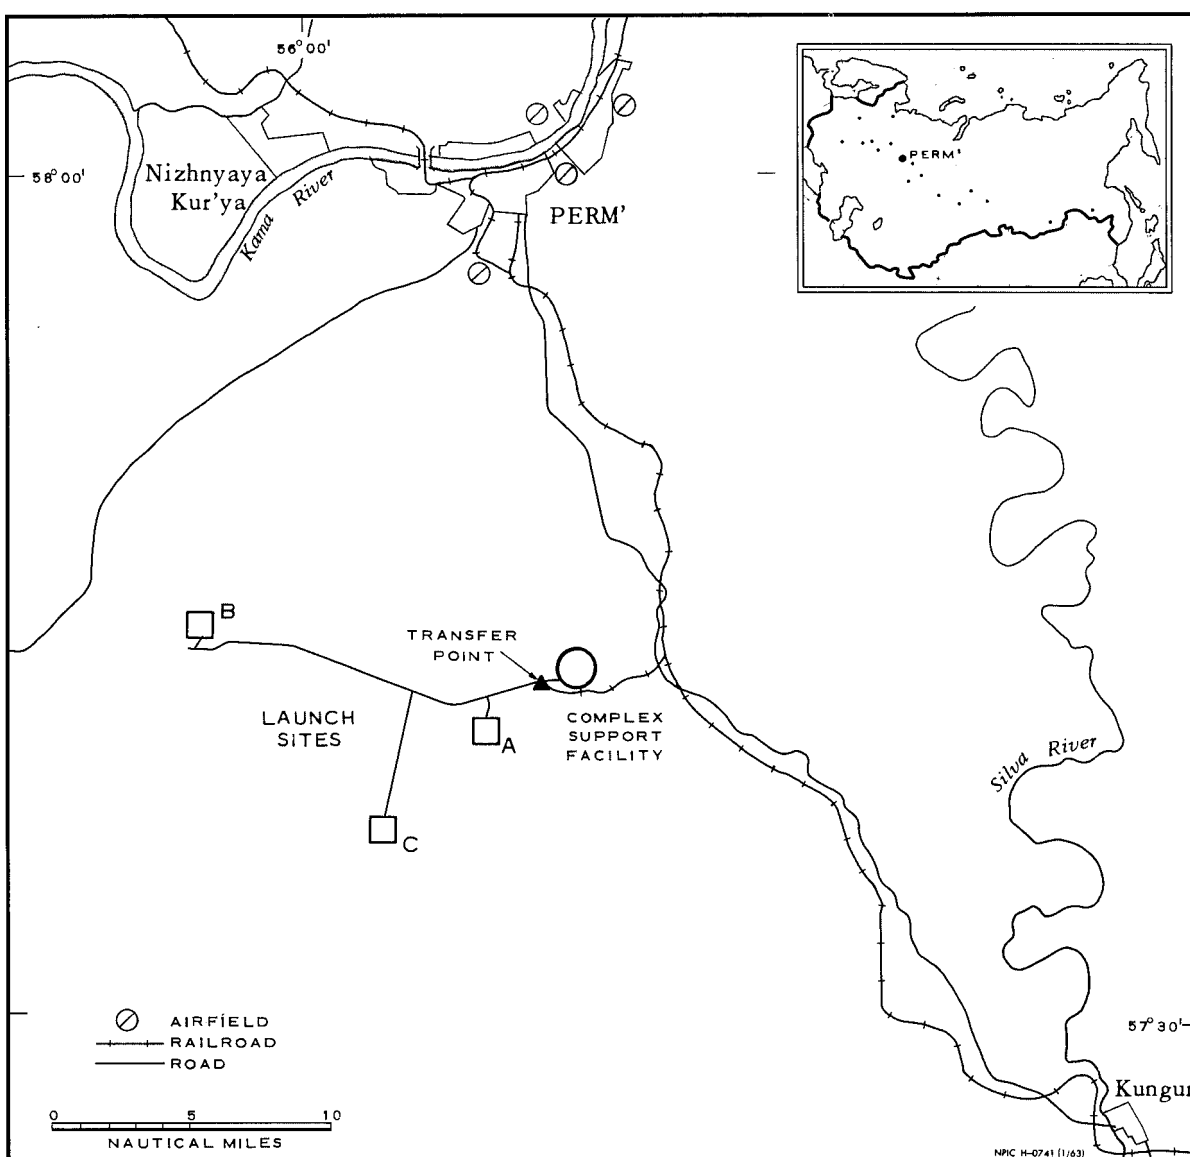 56°00'
PERM'
58°00'
Nizhnyaya
Kur'ya
Kama River
PERM'
B
TRANSFER
POINT
LAUNCH
SITES
A
COMPLEX
SUPPORT
FACILITY
C
Silva River
AIRFIELD
RAILROAD
ROAD
57°30'
Kungur
0 5 10
NAUTICAL MILES
NPIC H-0741 (1/63)